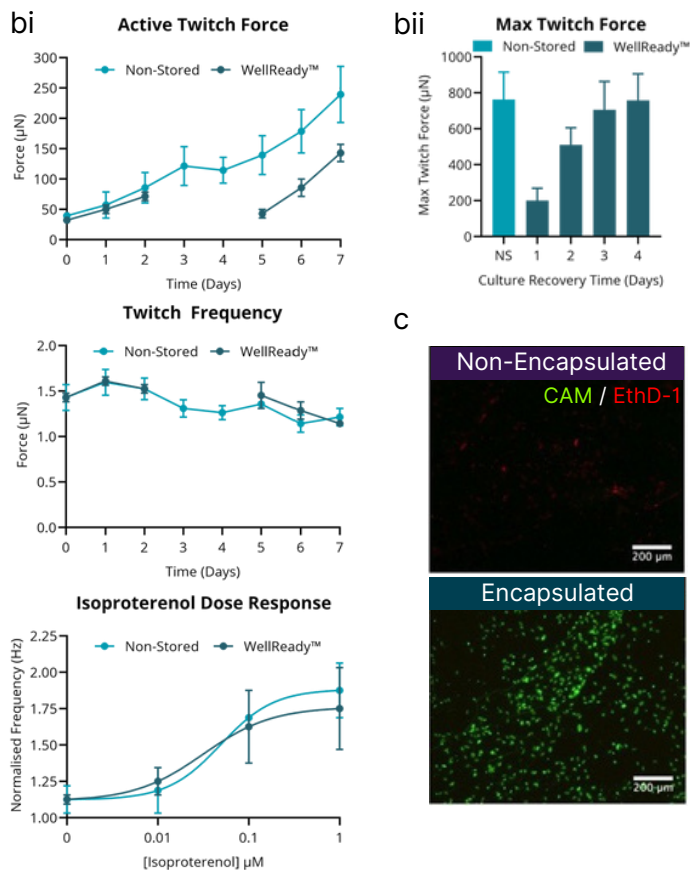 bi
Active Twitch Force
Non-Stored WellReady™
Force (µN)
300
250
200
150
100
50
0
0 1 2 3 4 5 6 7
Time (Days)
Twitch Frequency
Non-Stored WellReady™
Force (µN)
2.0
1.5
1.0
0.5
0.0
0 1 2 3 4 5 6 7
Time (Days)
Isoproterenol Dose Response
Non-Stored WellReady™
Normalised Frequency (Hz)
2.25
2.00
1.75
1.50
1.25
1.00
0 0.01 0.1 1
[Isoproterenol] µM
bii
Max Twitch Force
Non-Stored WellReady™
Max Twitch Force (µN)
1000
800
600
400
200
0
NS 1 2 3 4
Culture Recovery Time (Days)
c
Non-Encapsulated
CAM / EthD-1
200 µm
Encapsulated
200 µm